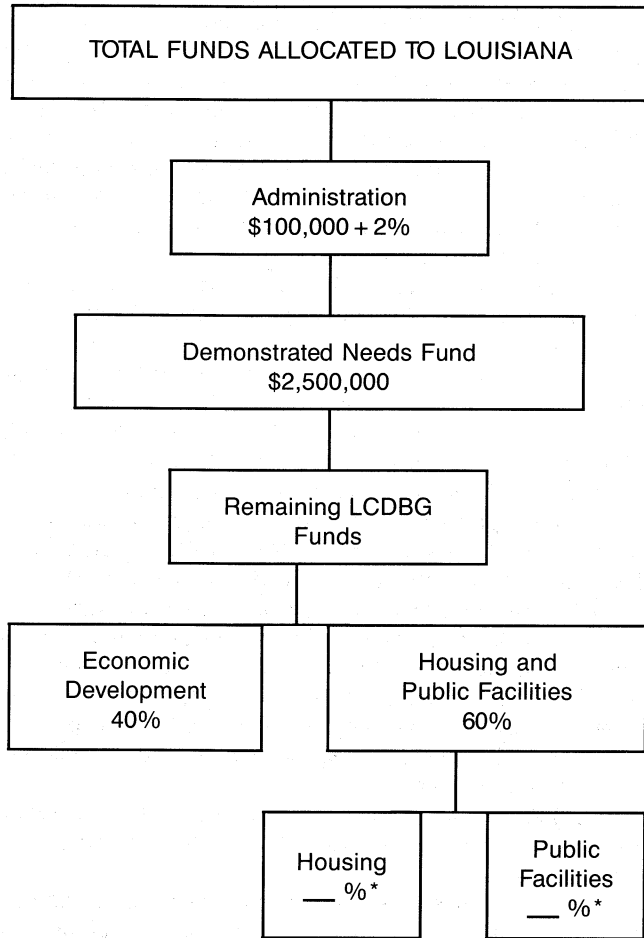 TOTAL FUNDS ALLOCATED TO LOUISIANA
Administration
$100,000 + 2%
Demonstrated Needs Fund
$2,500,000
Remaining LCDBG
Funds
Economic
Development
40%
Housing and
Public Facilities
60%
Housing
__ %*
Public
Facilities
__ %*